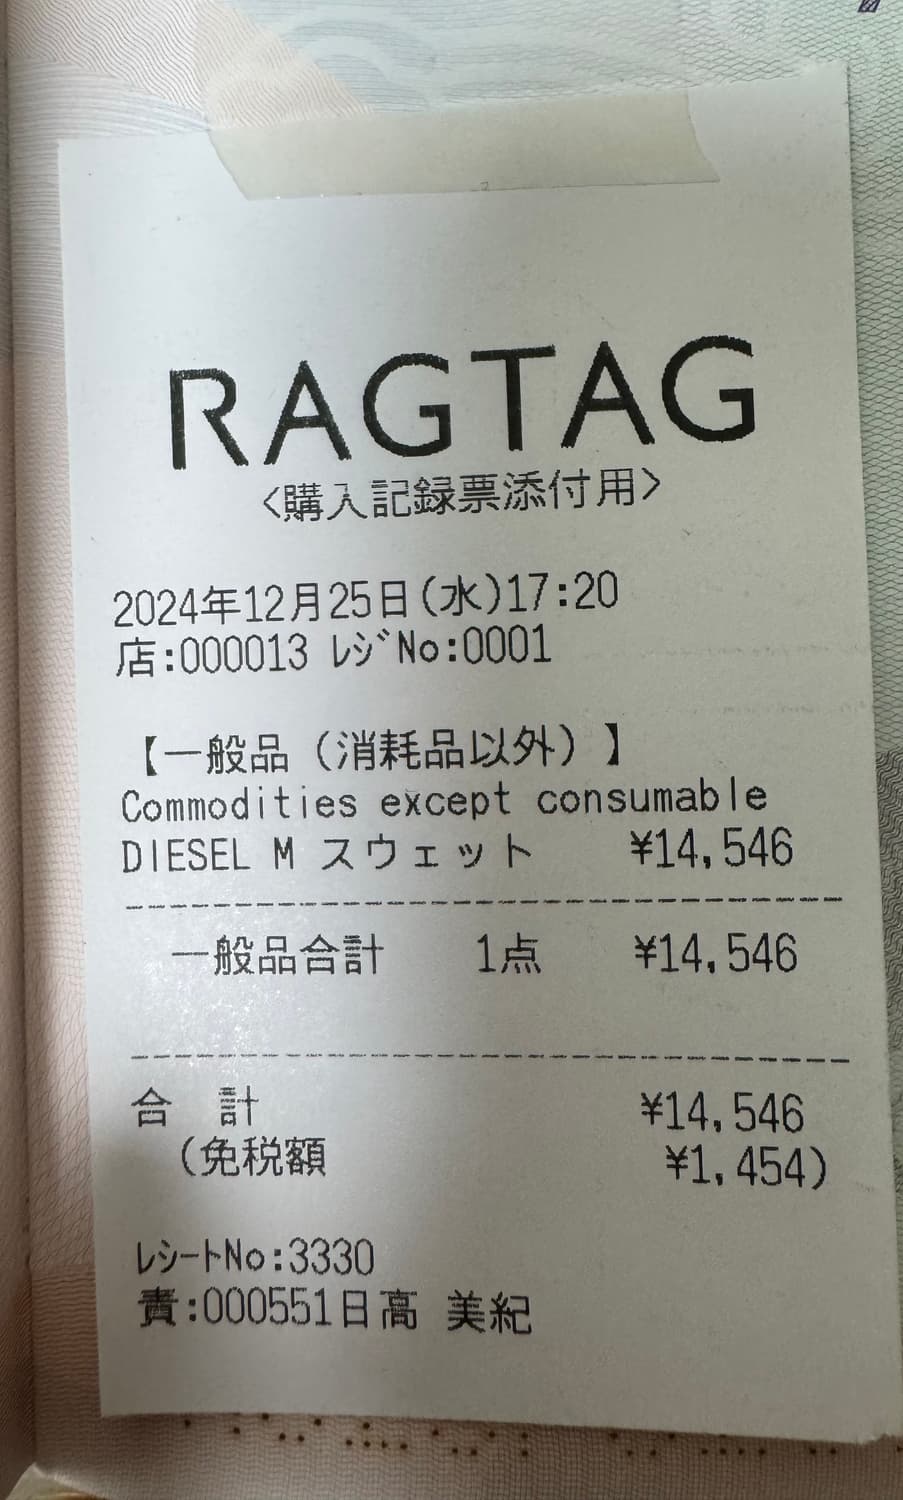 RAGTAG
<購入記録票添付用>
2024年12月25日(水)17:20
店:000013 ﾚｼﾞNo:0001
【一般品（消耗品以外）】
Commodities except consumable
DIESEL M スウェット ¥14,546
一般品合計 1点 ¥14,546
合 計 ¥14,546
(免税額 ¥1,454)
ﾚｼｰﾄNo:3330
責:000551日高 美紀